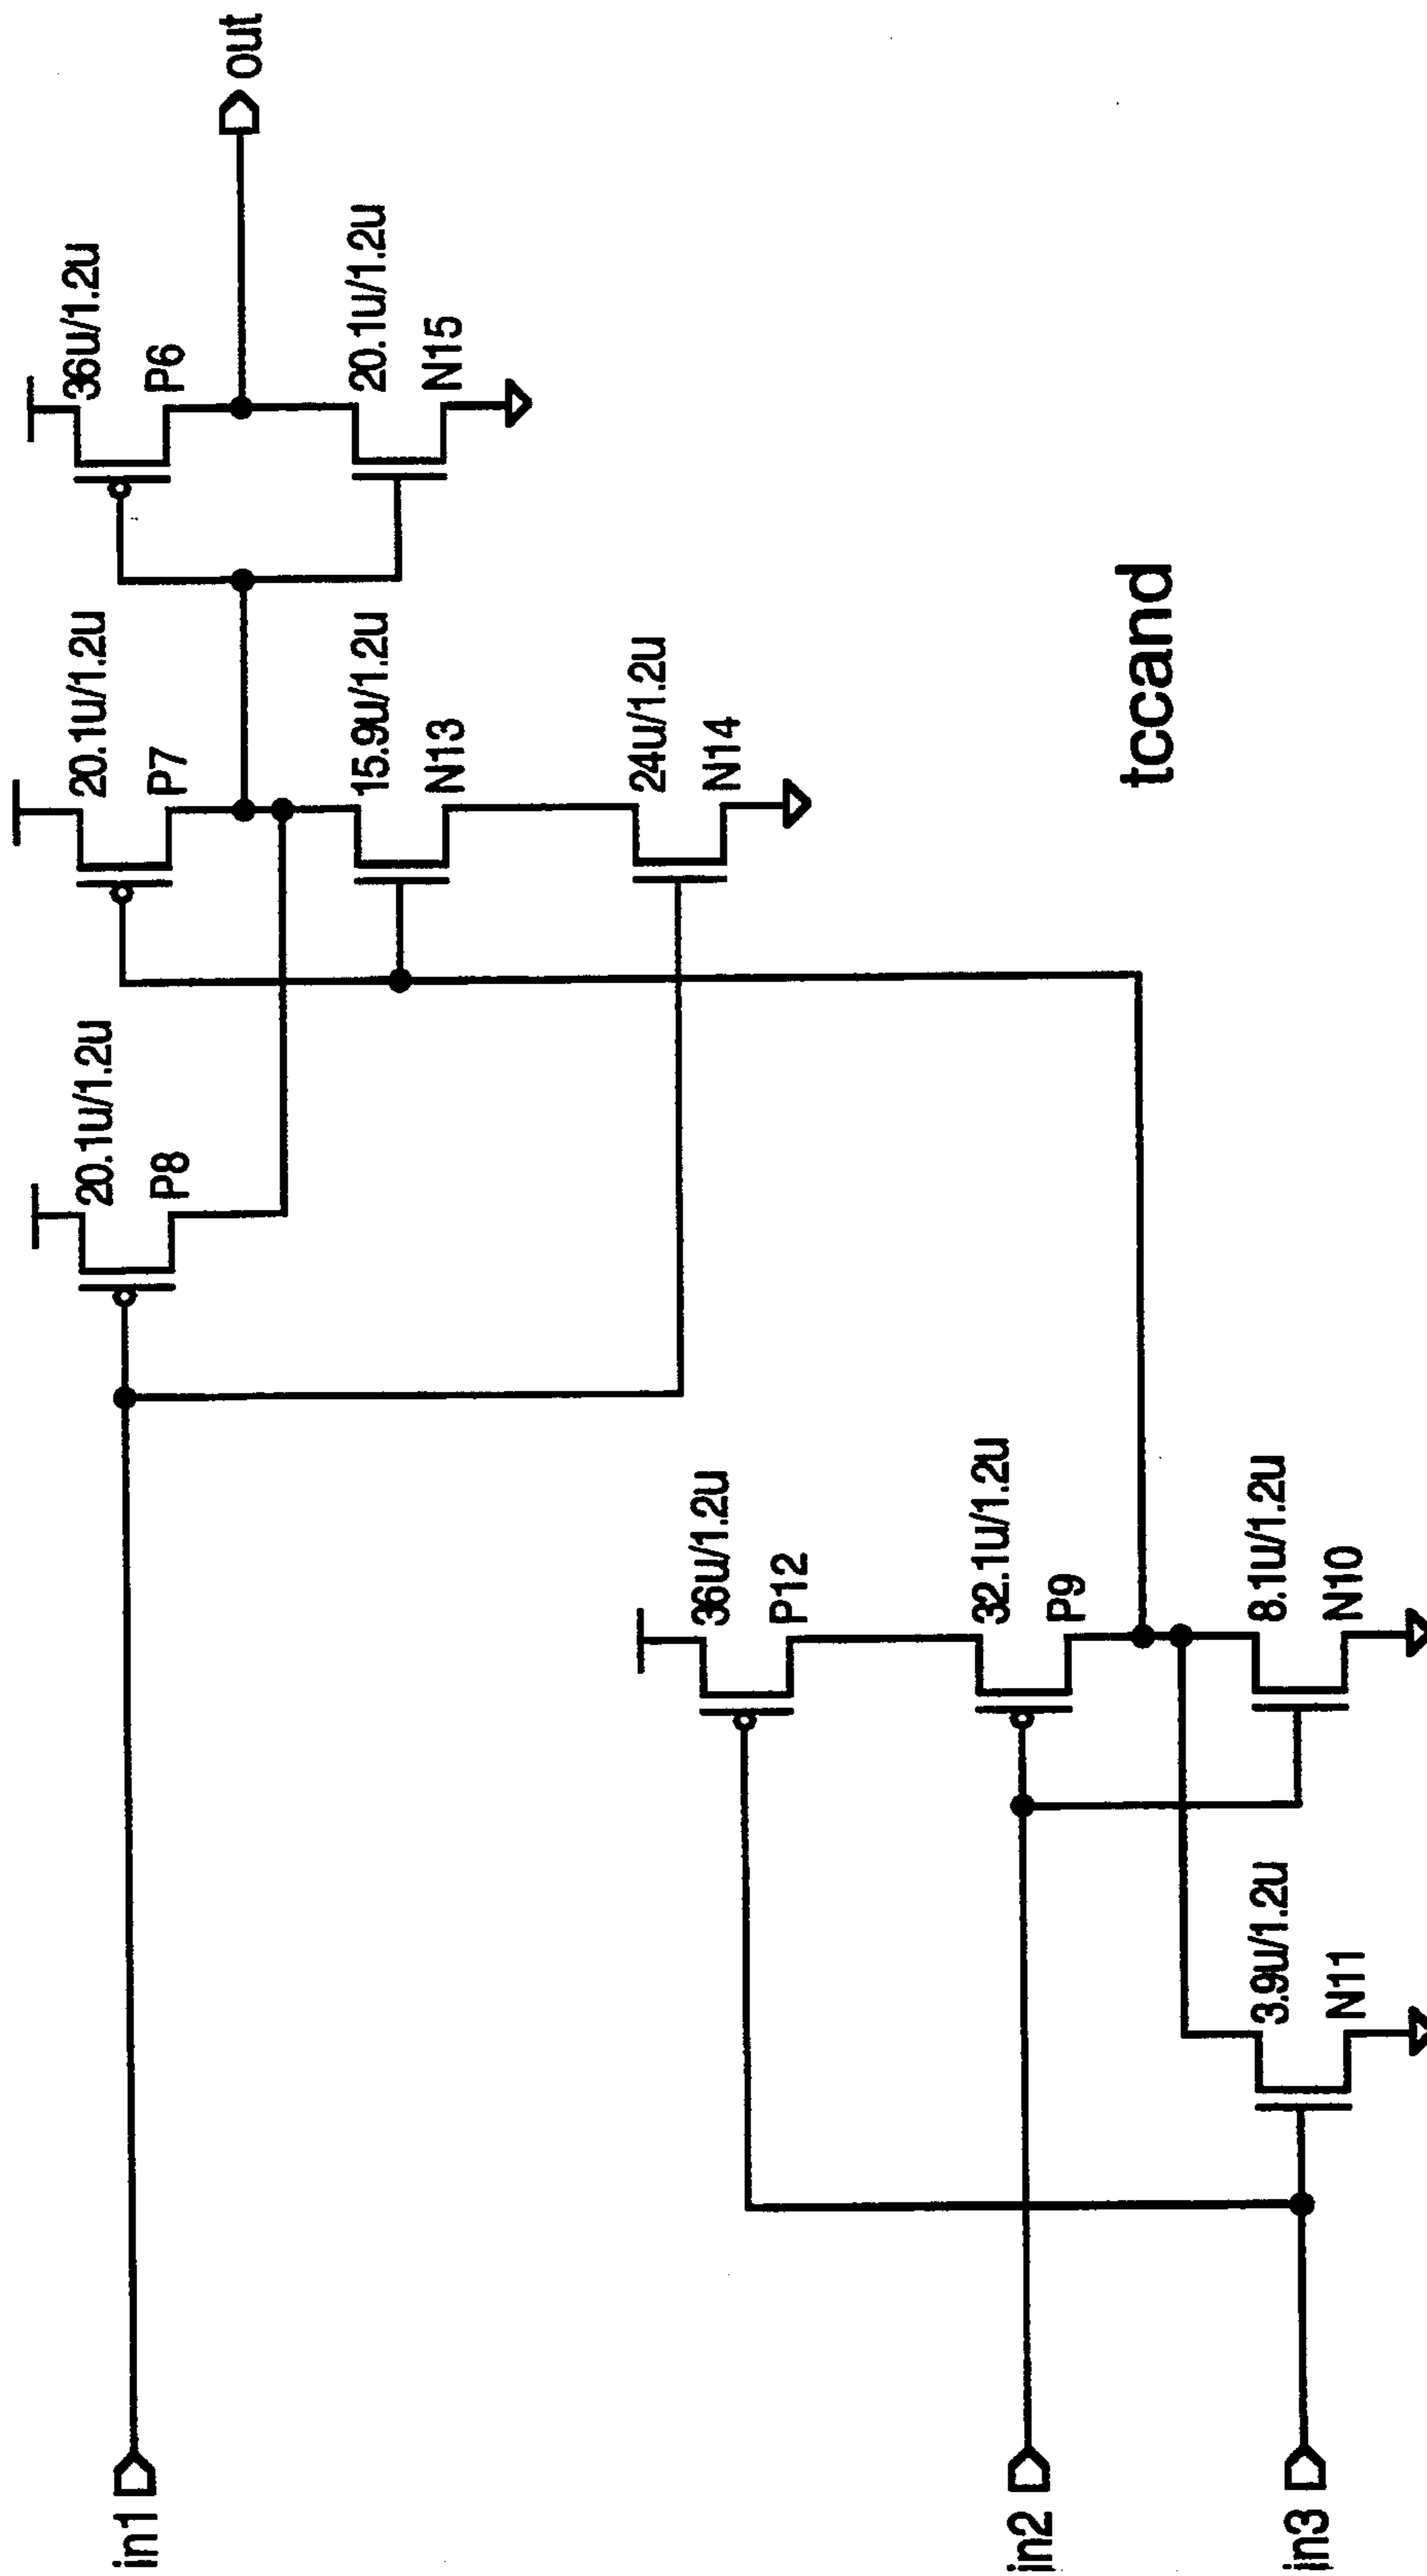 in1
20.1u/1.2u
P8
20.1u/1.2u
P7
36u/1.2u
P6
out
15.9u/1.2u
N13
20.1u/1.2u
N15
24u/1.2u
N14
36u/1.2u
P12
in2
32.1u/1.2u
P9
in3
3.9u/1.2u
N11
8.1u/1.2u
N10
tccand